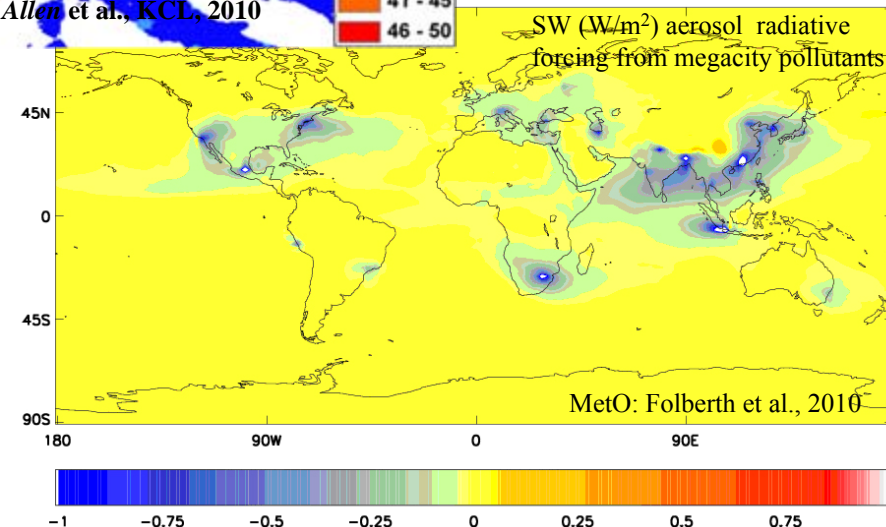 Allen et al., KCL, 2010
41 - 45
46 - 50
SW (W/m²) aerosol radiative
forcing from megacity pollutants
45N
0
45S
90S
MetO: Folberth et al., 2010
180 90W 0 90E
-1 -0.75 -0.5 -0.25 0 0.25 0.5 0.75